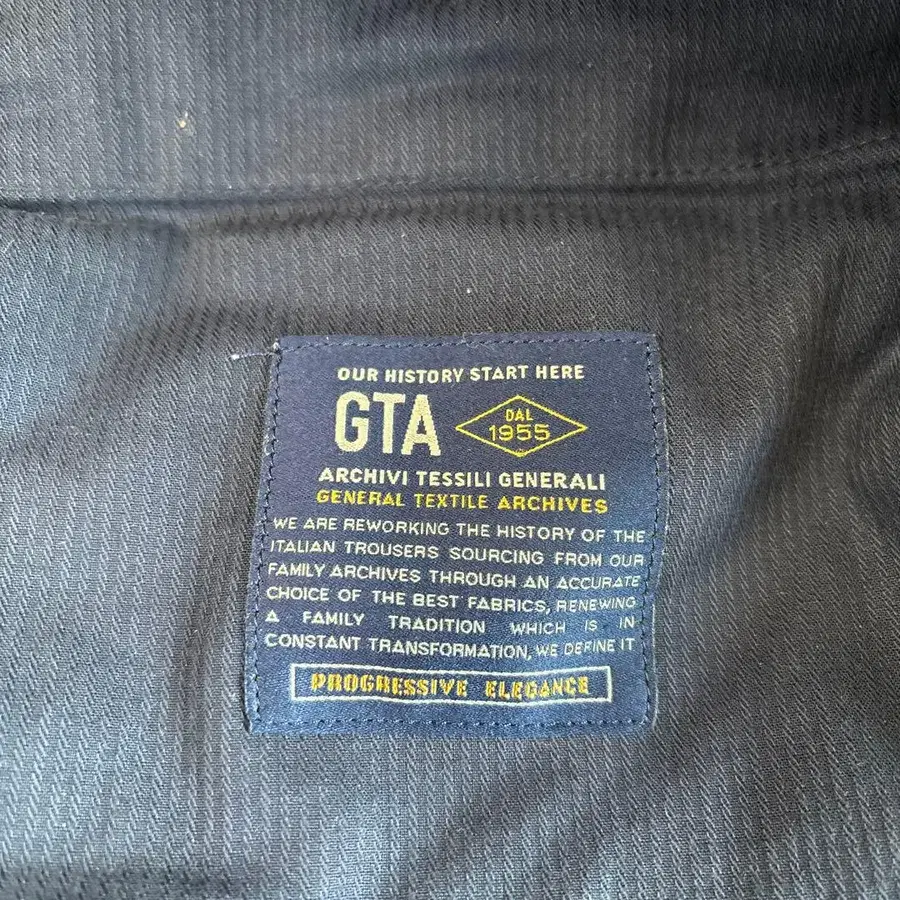 OUR HISTORY START HERE
GTA DAL 1955
ARCHIVI TESSILI GENERALI
GENERAL TEXTILE ARCHIVES
WE ARE REWORKING THE HISTORY OF THE
ITALIAN TROUSERS SOURCING FROM OUR
FAMILY ARCHIVES THROUGH AN ACCURATE
CHOICE OF THE BEST FABRICS, RENEWING
A FAMILY TRADITION WHICH IS IN
CONSTANT TRANSFORMATION, WE DEFINE IT
PROGRESSIVE ELEGANCE